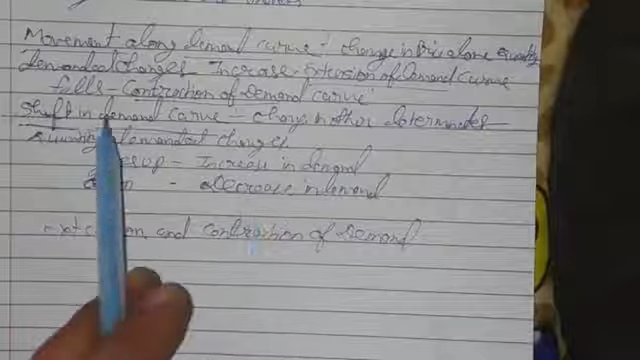 Movement along demand curve - change in Price alone quantity
demanded changes Increase - Extension of Demand curve
falls - Contraction of Demand curve
Shift in demand curve - change in other determinates
quantity demanded changes
up - Increase in demand
- Decrease in demand
and Contraction of Demand